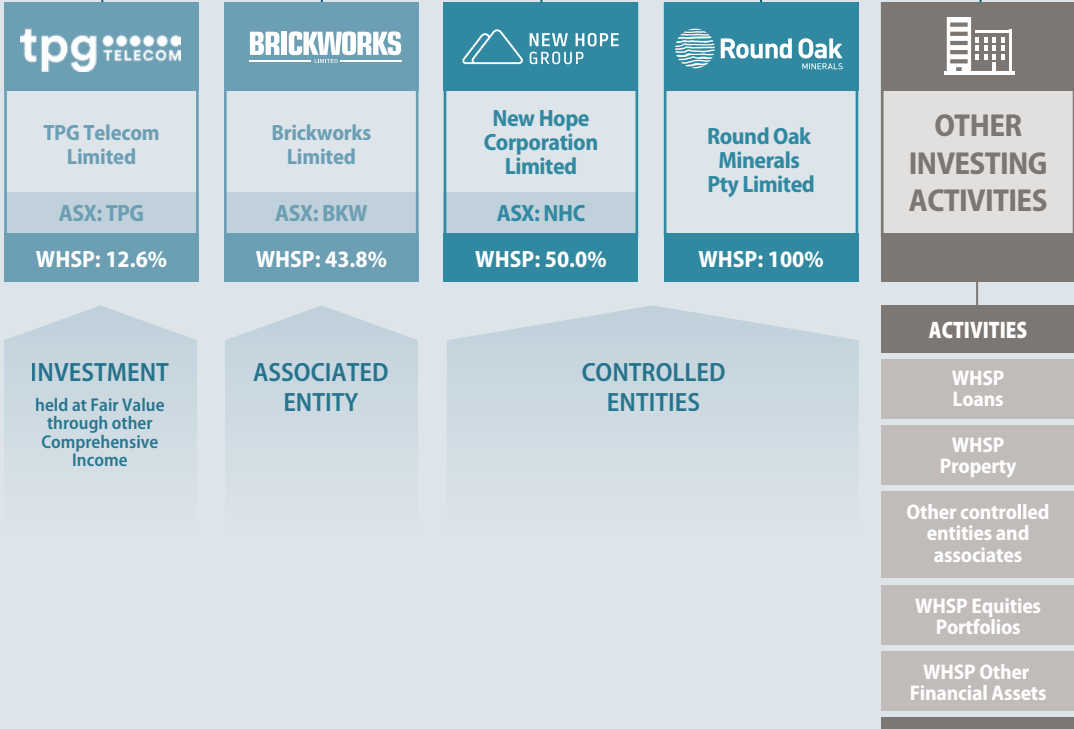 tpg TELECOM
TPG Telecom
Limited
ASX: TPG
WHSP: 12.6%
BRICKWORKS
LIMITED
Brickworks
Limited
ASX: BKW
WHSP: 43.8%
NEW HOPE
GROUP
New Hope
Corporation
Limited
ASX: NHC
WHSP: 50.0%
Round Oak
MINERALS
Round Oak
Minerals
Pty Limited
WHSP: 100%
OTHER
INVESTING
ACTIVITIES
INVESTMENT
held at Fair Value
through other
Comprehensive
Income
ASSOCIATED
ENTITY
CONTROLLED
ENTITIES
ACTIVITIES
WHSP
Loans
WHSP
Property
Other controlled
entities and
associates
WHSP Equities
Portfolios
WHSP Other
Financial Assets